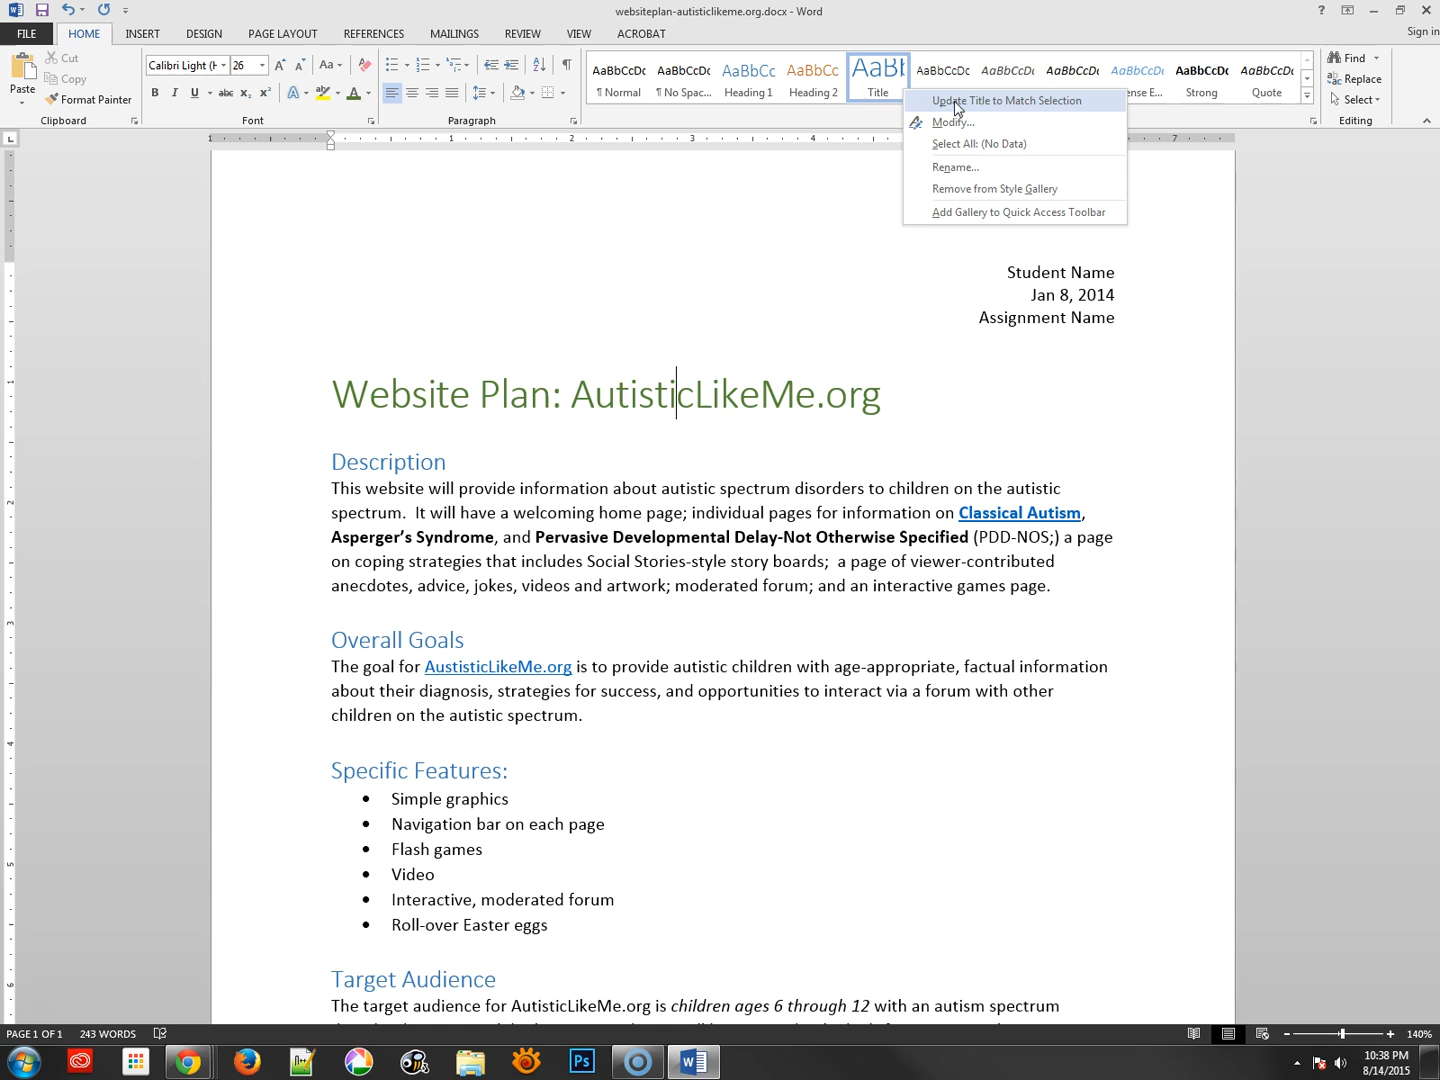 websiteplan-autisticlikeme.org.docx - Word
Sign in
FILE HOME INSERT DESIGN PAGE LAYOUT REFERENCES MAILINGS REVIEW VIEW ACROBAT
Paste
Cut
Copy
Format Painter
Clipboard
Calibri Light (H
26
Font
Paragraph
AaBbCcDc
¶ Normal
AaBbCcDc
¶ No Spac...
AaBbCc
Heading 1
AaBbCc
Heading 2
AaBb
Title
AaBbCcDc
AaBbCcDc
AaBbCcDc
AaBbCcDc
nse E...
AaBbCcDc
Strong
AaBbCcDc
Quote
Find
Replace
Select
Editing
Update Title to Match Selection
Modify...
Select All: (No Data)
Rename...
Remove from Style Gallery
Add Gallery to Quick Access Toolbar
1 1 2 3 4 7
Student Name
Jan 8, 2014
Assignment Name
Website Plan: AutisticLikeMe.org
Description
This website will provide information about autistic spectrum disorders to children on the autistic
spectrum.  It will have a welcoming home page; individual pages for information on Classical Autism,
Asperger’s Syndrome, and Pervasive Developmental Delay-Not Otherwise Specified (PDD-NOS;) a page
on coping strategies that includes Social Stories-style story boards;  a page of viewer-contributed
anecdotes, advice, jokes, videos and artwork; moderated forum; and an interactive games page.
Overall Goals
The goal for AustisticLikeMe.org is to provide autistic children with age-appropriate, factual information
about their diagnosis, strategies for success, and opportunities to interact via a forum with other
children on the autistic spectrum.
Specific Features:
• Simple graphics
• Navigation bar on each page
• Flash games
• Video
• Interactive, moderated forum
• Roll-over Easter eggs
Target Audience
The target audience for AutisticLikeMe.org is children ages 6 through 12 with an autism spectrum
PAGE 1 OF 1 243 WORDS
140%
10:38 PM
8/14/2015